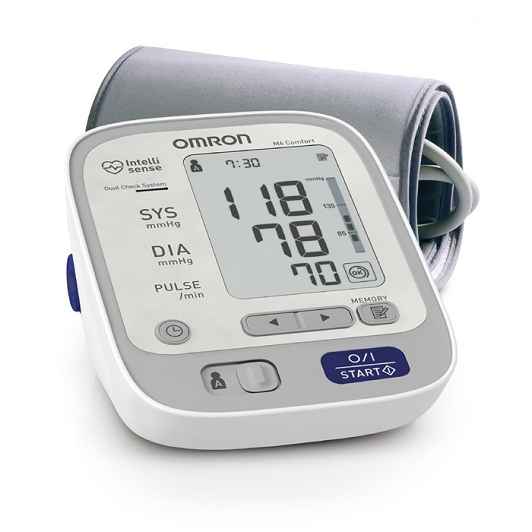 OMRON
M6 Comfort
Intelli
sense
Dual Check System
7:30
mmHg
SYS
mmHg
118
135
DIA
mmHg
78
85
PULSE
/min
70
OK
MEMORY
O/I
START
A